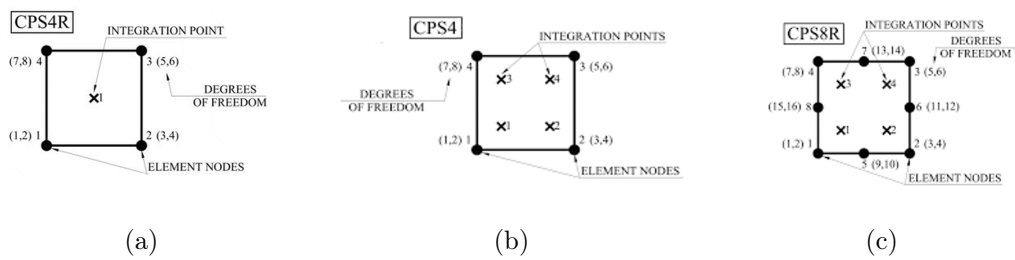 CPS4R
INTEGRATION POINT
(7,8) 4
3 (5,6)
1
DEGREES
OF FREEDOM
(1,2) 1
2 (3,4)
ELEMENT NODES
(a)
CPS4
INTEGRATION POINTS
(7,8) 4
3 (5,6)
3
4
DEGREES
OF FREEDOM
1
2
(1,2) 1
2 (3,4)
ELEMENT NODES
(b)
CPS8R
INTEGRATION POINTS
7 (13,14)
DEGREES
OF FREEDOM
(7,8) 4
3 (5,6)
3
4
(15,16) 8
6 (11,12)
1
2
(1,2) 1
2 (3,4)
5 (9,10)
ELEMENT NODES
(c)